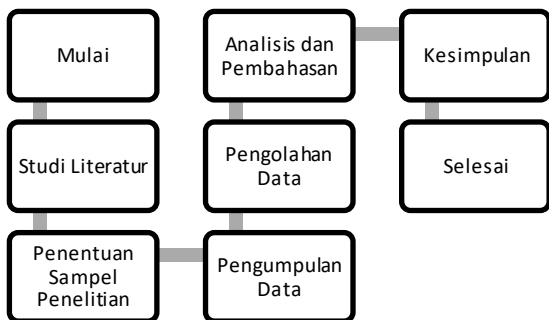 Mulai
Studi Literatur
Penentuan
Sampel
Penelitian
Pengumpulan
Data
Pengolahan
Data
Analisis dan
Pembahasan
Kesimpulan
Selesai